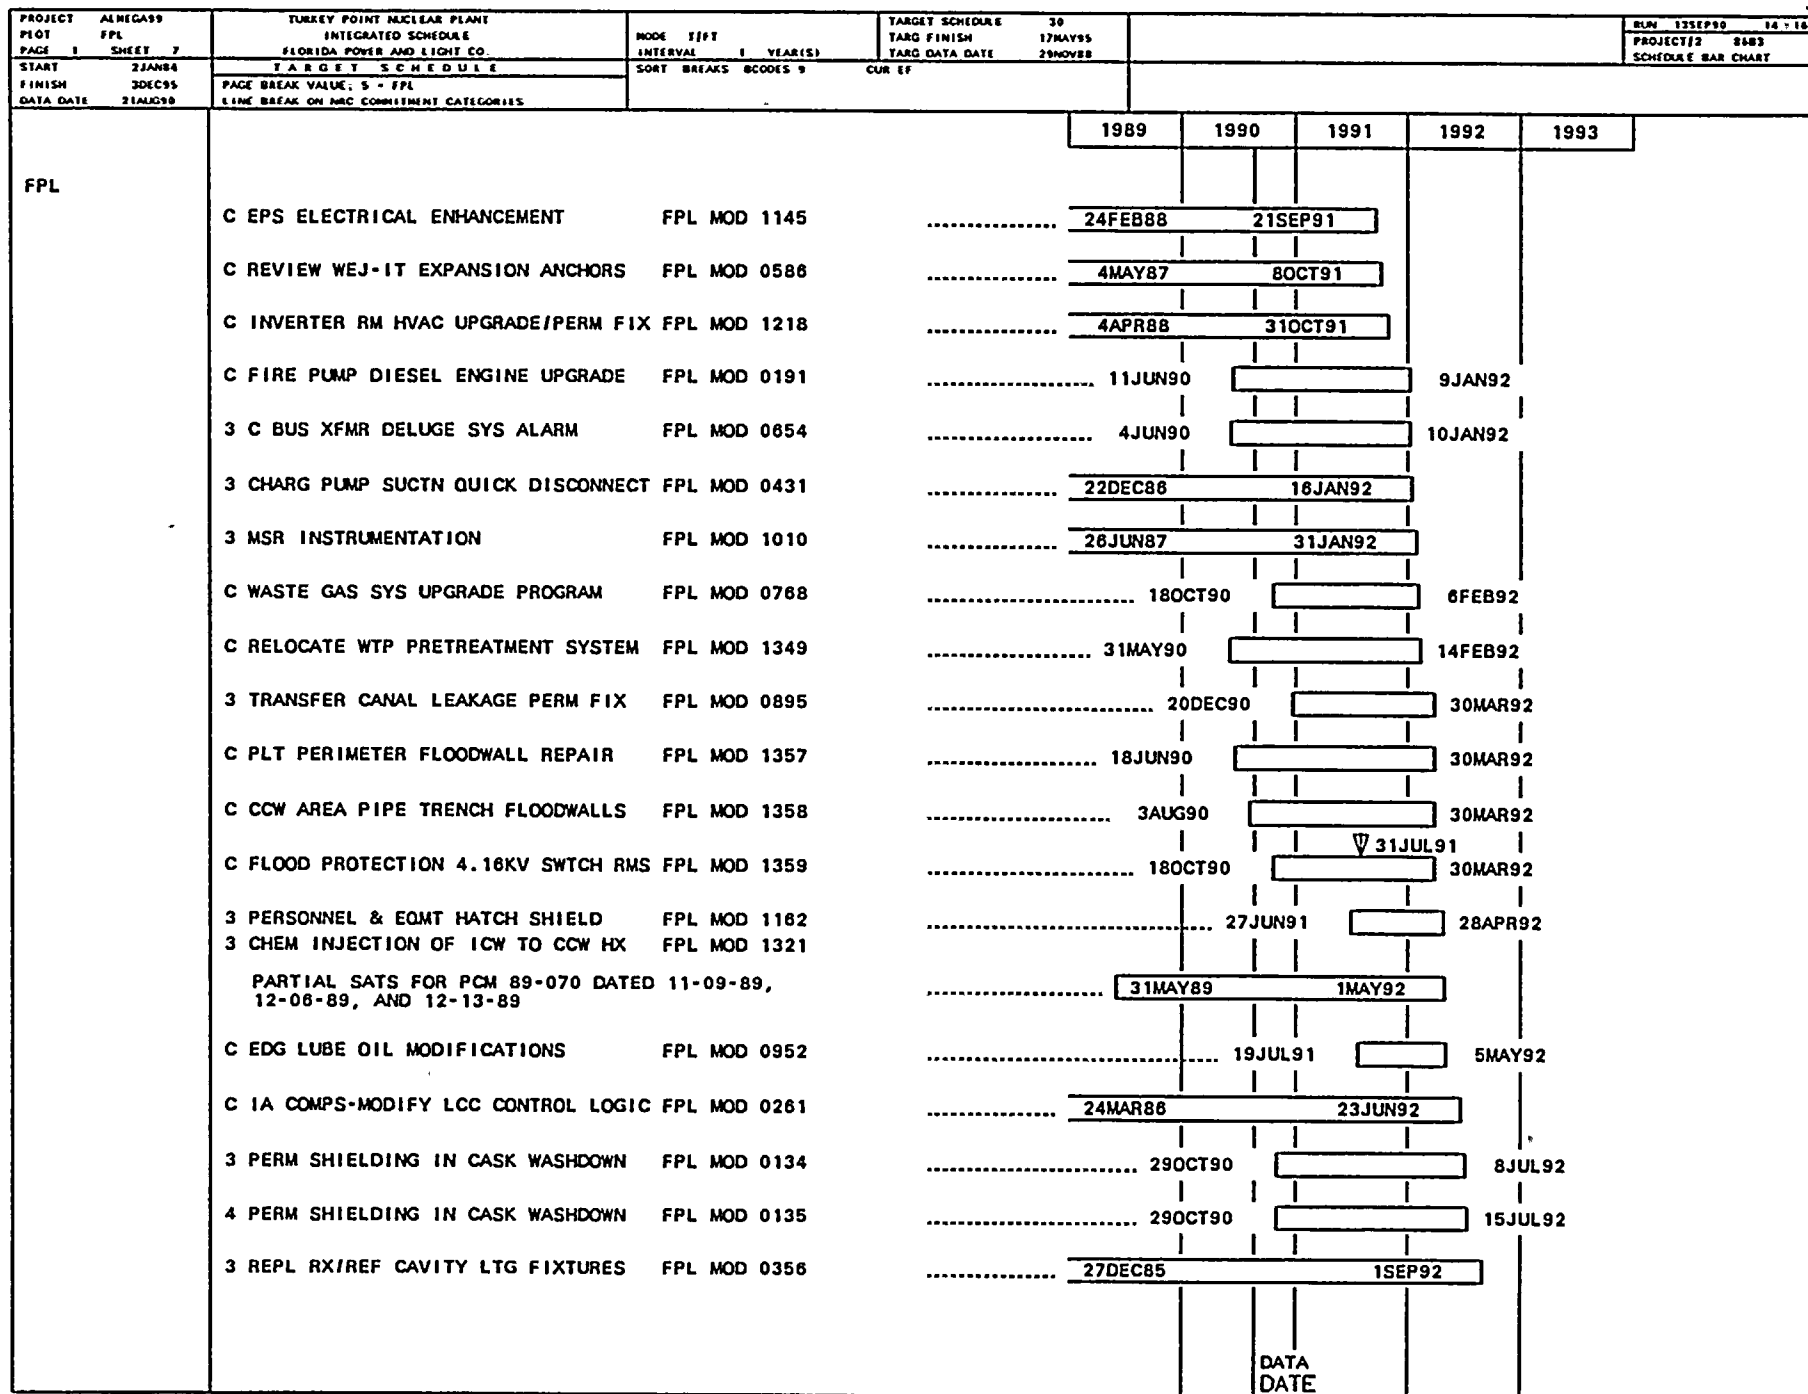 PROJECT ALMEGA99
PLOT FPL
PAGE 1 SHEET 7
START 2JAN84
FINISH 3DEC95
DATA DATE 21AUG90
TURKEY POINT NUCLEAR PLANT
INTEGRATED SCHEDULE
FLORIDA POWER AND LIGHT CO.
TARGET SCHEDULE
PAGE BREAK VALUE; 5 = FPL
LINE BREAK ON NRC COMMITMENT CATEGORIES
INTERVAL 1 YEAR(S)
SORT BREAKS BCODES 9 CUR EF
TARGET SCHEDULE 30
TARG FINISH 17MAY95
TARG DATA DATE 29NOV88
RUN 13SEP90
PROJECT/2
SCHEDULE BAR CHART
1989 1990 1991 1992 1993
FPL
C EPS ELECTRICAL ENHANCEMENT FPL MOD 1145 24FEB88 21SEP91
C REVIEW WEJ-IT EXPANSION ANCHORS FPL MOD 0586 4MAY87 8OCT91
C INVERTER RM HVAC UPGRADE/PERM FIX FPL MOD 1218 4APR88 31OCT91
C FIRE PUMP DIESEL ENGINE UPGRADE FPL MOD 0191 11JUN90 9JAN92
3 C BUS XFMR DELUGE SYS ALARM FPL MOD 0654 4JUN90 10JAN92
3 CHARG PUMP SUCTN QUICK DISCONNECT FPL MOD 0431 22DEC86 16JAN92
3 MSR INSTRUMENTATION FPL MOD 1010 26JUN87 31JAN92
C WASTE GAS SYS UPGRADE PROGRAM FPL MOD 0768 18OCT90 6FEB92
C RELOCATE WTP PRETREATMENT SYSTEM FPL MOD 1349 31MAY90 14FEB92
3 TRANSFER CANAL LEAKAGE PERM FIX FPL MOD 0895 20DEC90 30MAR92
C PLT PERIMETER FLOODWALL REPAIR FPL MOD 1357 18JUN90 30MAR92
C CCW AREA PIPE TRENCH FLOODWALLS FPL MOD 1358 3AUG90 30MAR92
31JUL91
C FLOOD PROTECTION 4.16KV SWTCH RMS FPL MOD 1359 18OCT90 30MAR92
3 PERSONNEL & EQMT HATCH SHIELD FPL MOD 1162 27JUN91 28APR92
3 CHEM INJECTION OF ICW TO CCW HX FPL MOD 1321
PARTIAL SATS FOR PCM 89-070 DATED 11-09-89, 31MAY89 1MAY92
12-06-89, AND 12-13-89
C EDG LUBE OIL MODIFICATIONS FPL MOD 0952 19JUL91 5MAY92
C IA COMPS-MODIFY LCC CONTROL LOGIC FPL MOD 0261 24MAR86 23JUN92
3 PERM SHIELDING IN CASK WASHDOWN FPL MOD 0134 29OCT90 8JUL92
4 PERM SHIELDING IN CASK WASHDOWN FPL MOD 0135 29OCT90 15JUL92
3 REPL RX/REF CAVITY LTG FIXTURES FPL MOD 0356 27DEC85 1SEP92
DATA
DATE